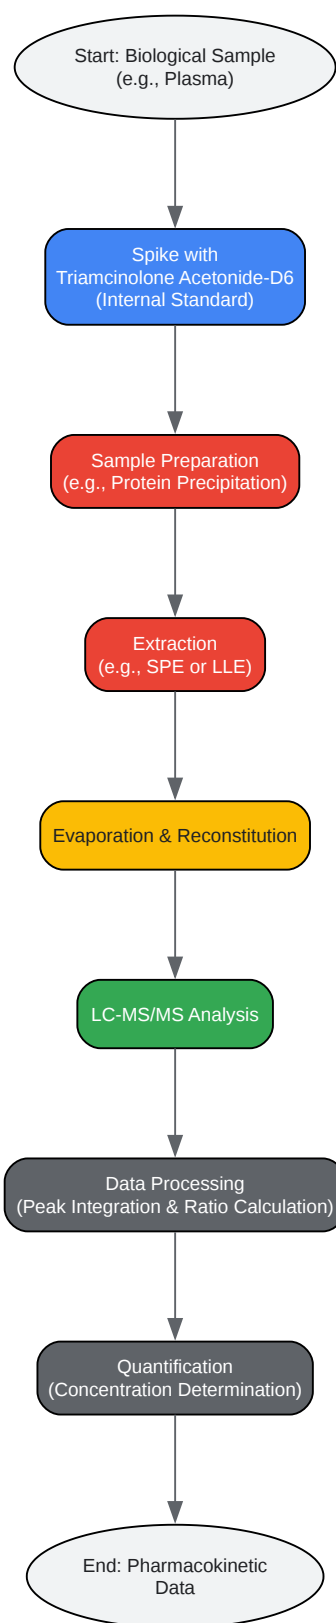 Start: Biological Sample
(e.g., Plasma)
Spike with
Triamcinolone Acetonide-D6
(Internal Standard)
Sample Preparation
(e.g., Protein Precipitation)
Extraction
(e.g., SPE or LLE)
Evaporation & Reconstitution
LC-MS/MS Analysis
Data Processing
(Peak Integration & Ratio Calculation)
Quantification
(Concentration Determination)
End: Pharmacokinetic
Data